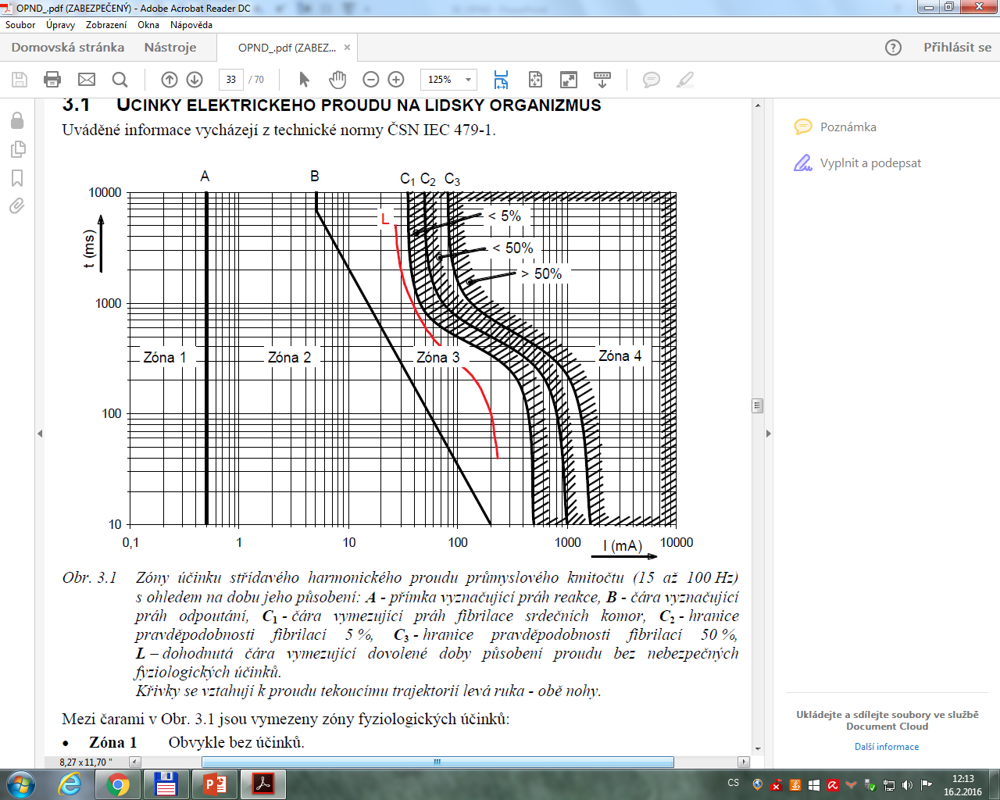 OPND_.pdf (ZABEZPEČENÝ) - Adobe Acrobat Reader DC
Soubor Úpravy Zobrazení Okna Nápověda
Domovská stránka Nástroje OPND_.pdf (ZABEZ... × ? Přihlásit se
33 / 70 125%
3.1 ÚČINKY ELEKTRICKÉHO PROUDU NA LIDSKÝ ORGANIZMUS
Uváděné informace vycházejí z technické normy ČSN IEC 479-1.
A B C1 C2 C3
10000
L
< 5%
< 50%
> 50%
t (ms)
1000
Zóna 1 Zóna 2 Zóna 3 Zóna 4
100
10
0,1 1 10 100 1000 10000
I (mA)
Obr. 3.1 Zóny účinku střídavého harmonického proudu průmyslového kmitočtu (15 až 100 Hz)
s ohledem na dobu jeho působení: A - přímka vyznačující práh reakce, B - čára vyznačující
práh odpoutání, C1 - čára vymezující práh fibrilace srdečních komor, C2 - hranice
pravděpodobnosti fibrilací 5 %, C3 - hranice pravděpodobnosti fibrilací 50 %,
L – dohodnutá čára vymezující dovolené doby působení proudu bez nebezpečných
fyziologických účinků.
Křivky se vztahují k proudu tekoucímu trajektorií levá ruka - obě nohy.
Mezi čarami v Obr. 3.1 jsou vymezeny zóny fyziologických účinků:
• Zóna 1 Obvykle bez účinků.
8,27 x 11,70 "
Poznámka
Vyplnit a podepsat
Ukládejte a sdílejte soubory ve službě
Document Cloud
Další informace
CS
12:13
16.2.2016